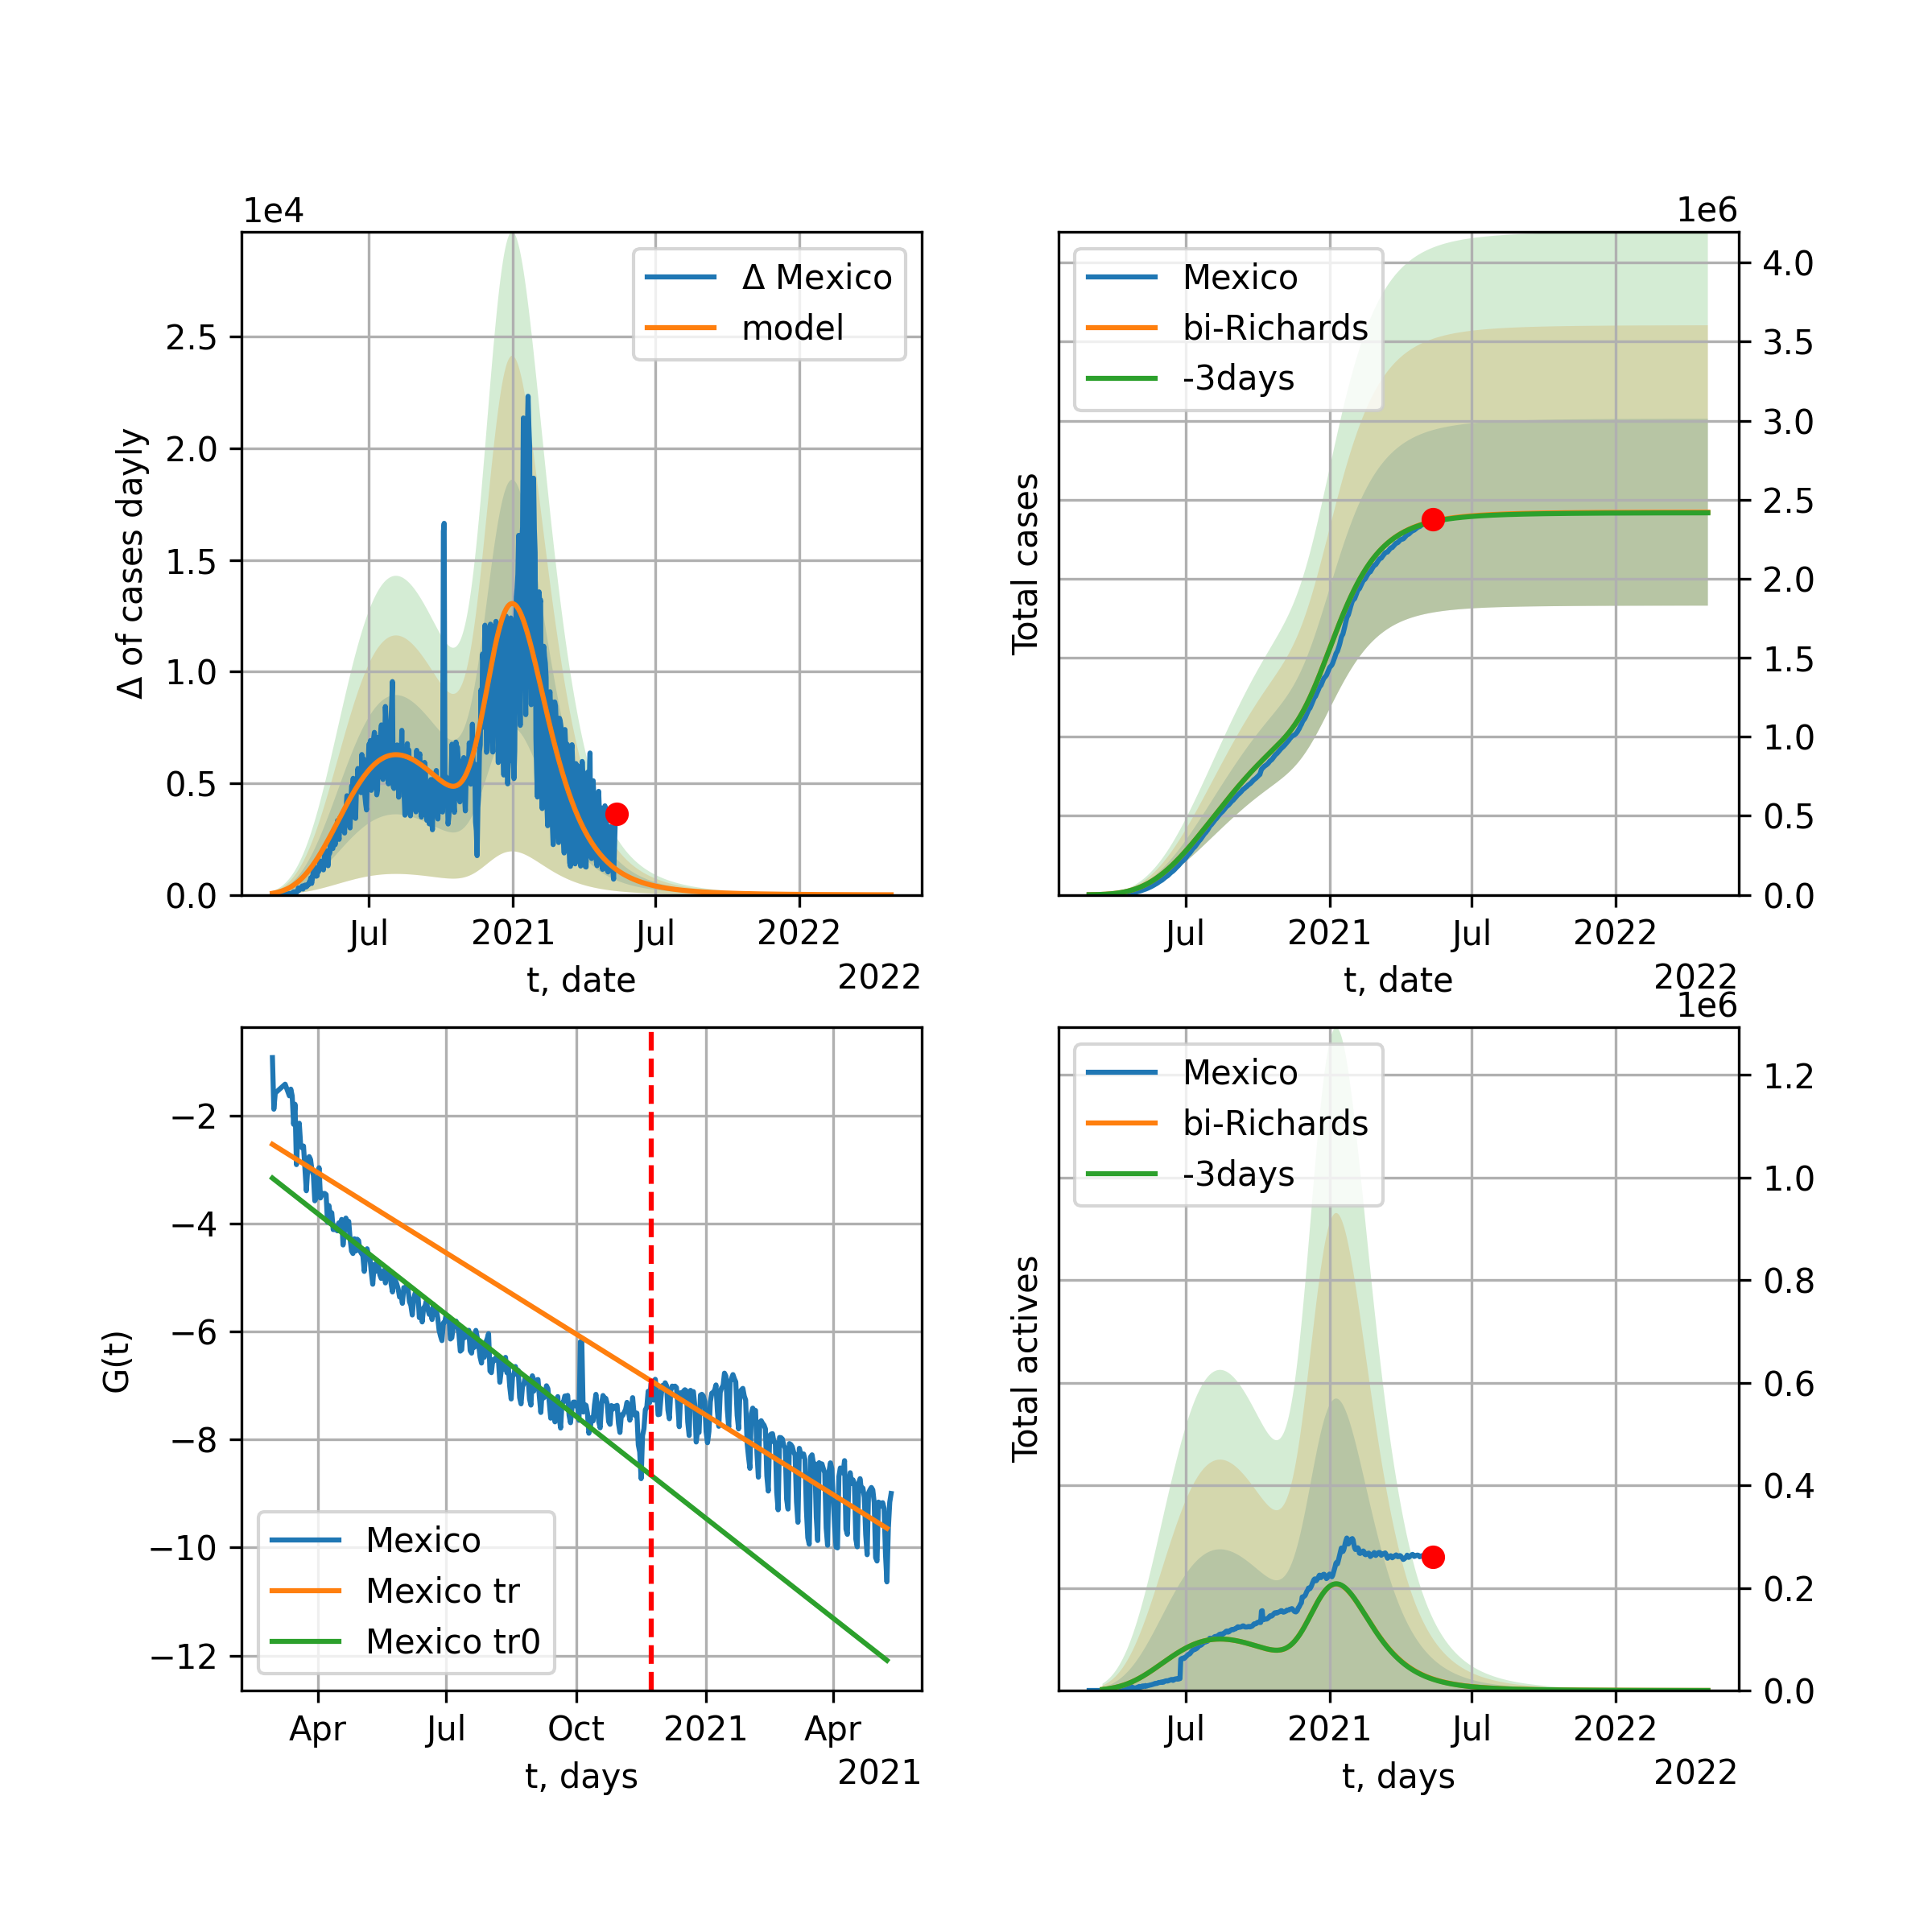 1e4
Δ of cases dayly
2.5
2.0
1.5
1.0
0.5
0.0
Δ Mexico
model
Jul
2021
Jul
2022
t, date
2022
1e6
Total cases
Mexico
bi-Richards
-3days
4.0
3.5
3.0
2.5
2.0
1.5
1.0
0.5
0.0
Jul
2021
Jul
2022
t, date
2022
G(t)
−2
−4
−6
−8
−10
−12
Mexico
Mexico tr
Mexico tr0
Apr
Jul
Oct
2021
Apr
t, days
2021
1e6
Total actives
Mexico
bi-Richards
-3days
1.2
1.0
0.8
0.6
0.4
0.2
0.0
Jul
2021
Jul
2022
t, days
2022